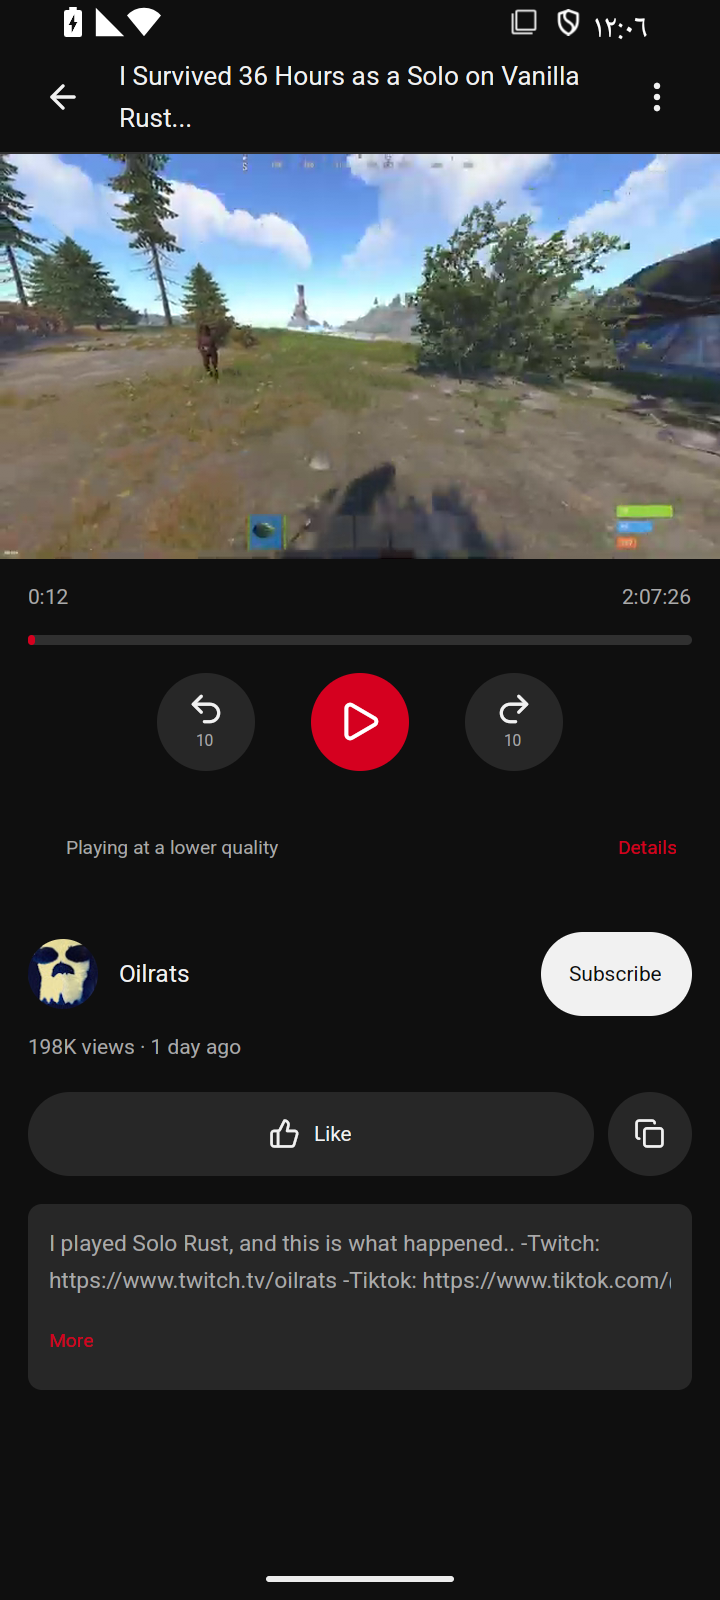 ١٢:٠٦
I Survived 36 Hours as a Solo on Vanilla
Rust...
0:12
2:07:26
10
10
Playing at a lower quality
Details
Oilrats
Subscribe
198K views · 1 day ago
Like
I played Solo Rust, and this is what happened.. -Twitch:
https://www.twitch.tv/oilrats -Tiktok: https://www.tiktok.com/
More